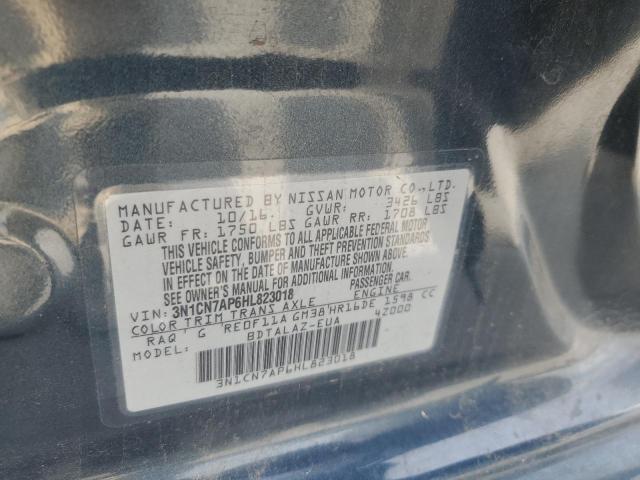 MANUFACTURED BY NISSAN MOTOR CO., LTD.
DATE: 10/16 GVWR: 3426 LBS
GAWR FR: 1750 LBS GAWR RR: 1708 LBS
THIS VEHICLE CONFORMS TO ALL APPLICABLE FEDERAL MOTOR
VEHICLE SAFETY, BUMPER AND THEFT PREVENTION STANDARDS
IN EFFECT ON THE DATE OF MANUFACTURE SHOWN ABOVE.
SEE OWNER'S MANUAL FOR ADDITIONAL INFORMATION.
VIN: 3N1CN7AP6HL823018 PASSENGER CAR.
COLOR TRIM TRANS AXLE ENGINE
RAQ G RE0F11A GM38 HR16DE 1598 CC
MODEL: BDTALAZ-EUA 4Z000
3N1CN7AP6HL823018